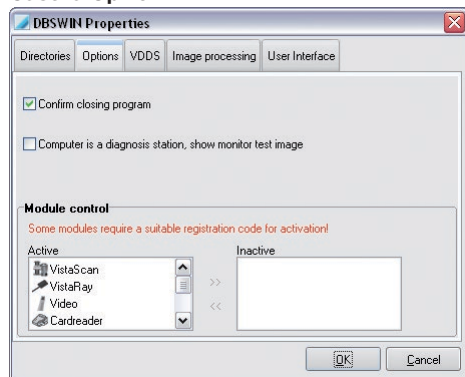 DBSWIN Properties
Directories Options VDDS Image processing User Interface
Confirm closing program
Computer is a diagnosis station, show monitor test image
Module control
Some modules require a suitable registration code for activation!
Active Inactive
VistaScan
>>
VistaRay
Video
<<
Cardreader
OK Cancel